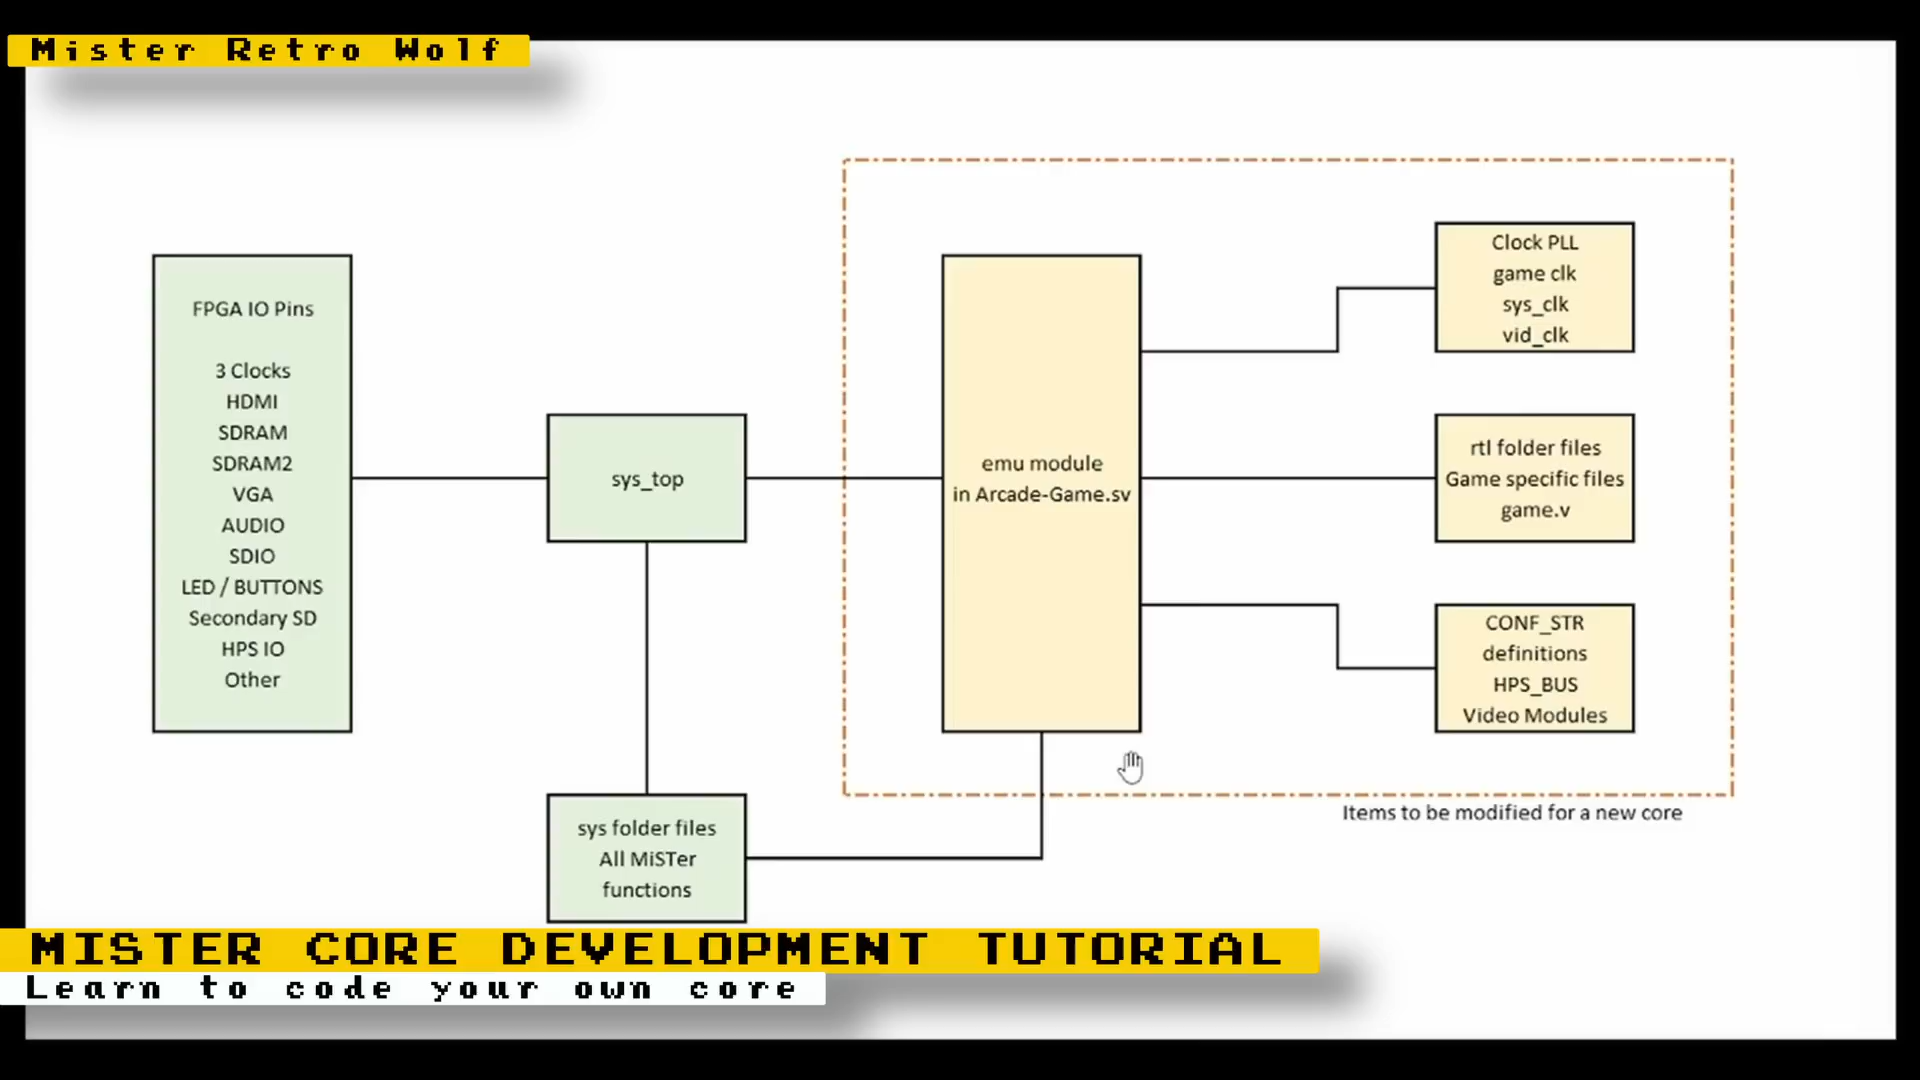 Mister Retro Wolf
FPGA IO Pins
3 Clocks
HDMI
SDRAM
SDRAM2
VGA
AUDIO
SDIO
LED / BUTTONS
Secondary SD
HPS IO
Other
sys_top
sys folder files
All MiSTer
functions
emu module
in Arcade-Game.sv
Clock PLL
game clk
sys_clk
vid_clk
rtl folder files
Game specific files
game.v
CONF_STR
definitions
HPS_BUS
Video Modules
Items to be modified for a new core
MISTER CORE DEVELOPMENT TUTORIAL
Learn to code your own core